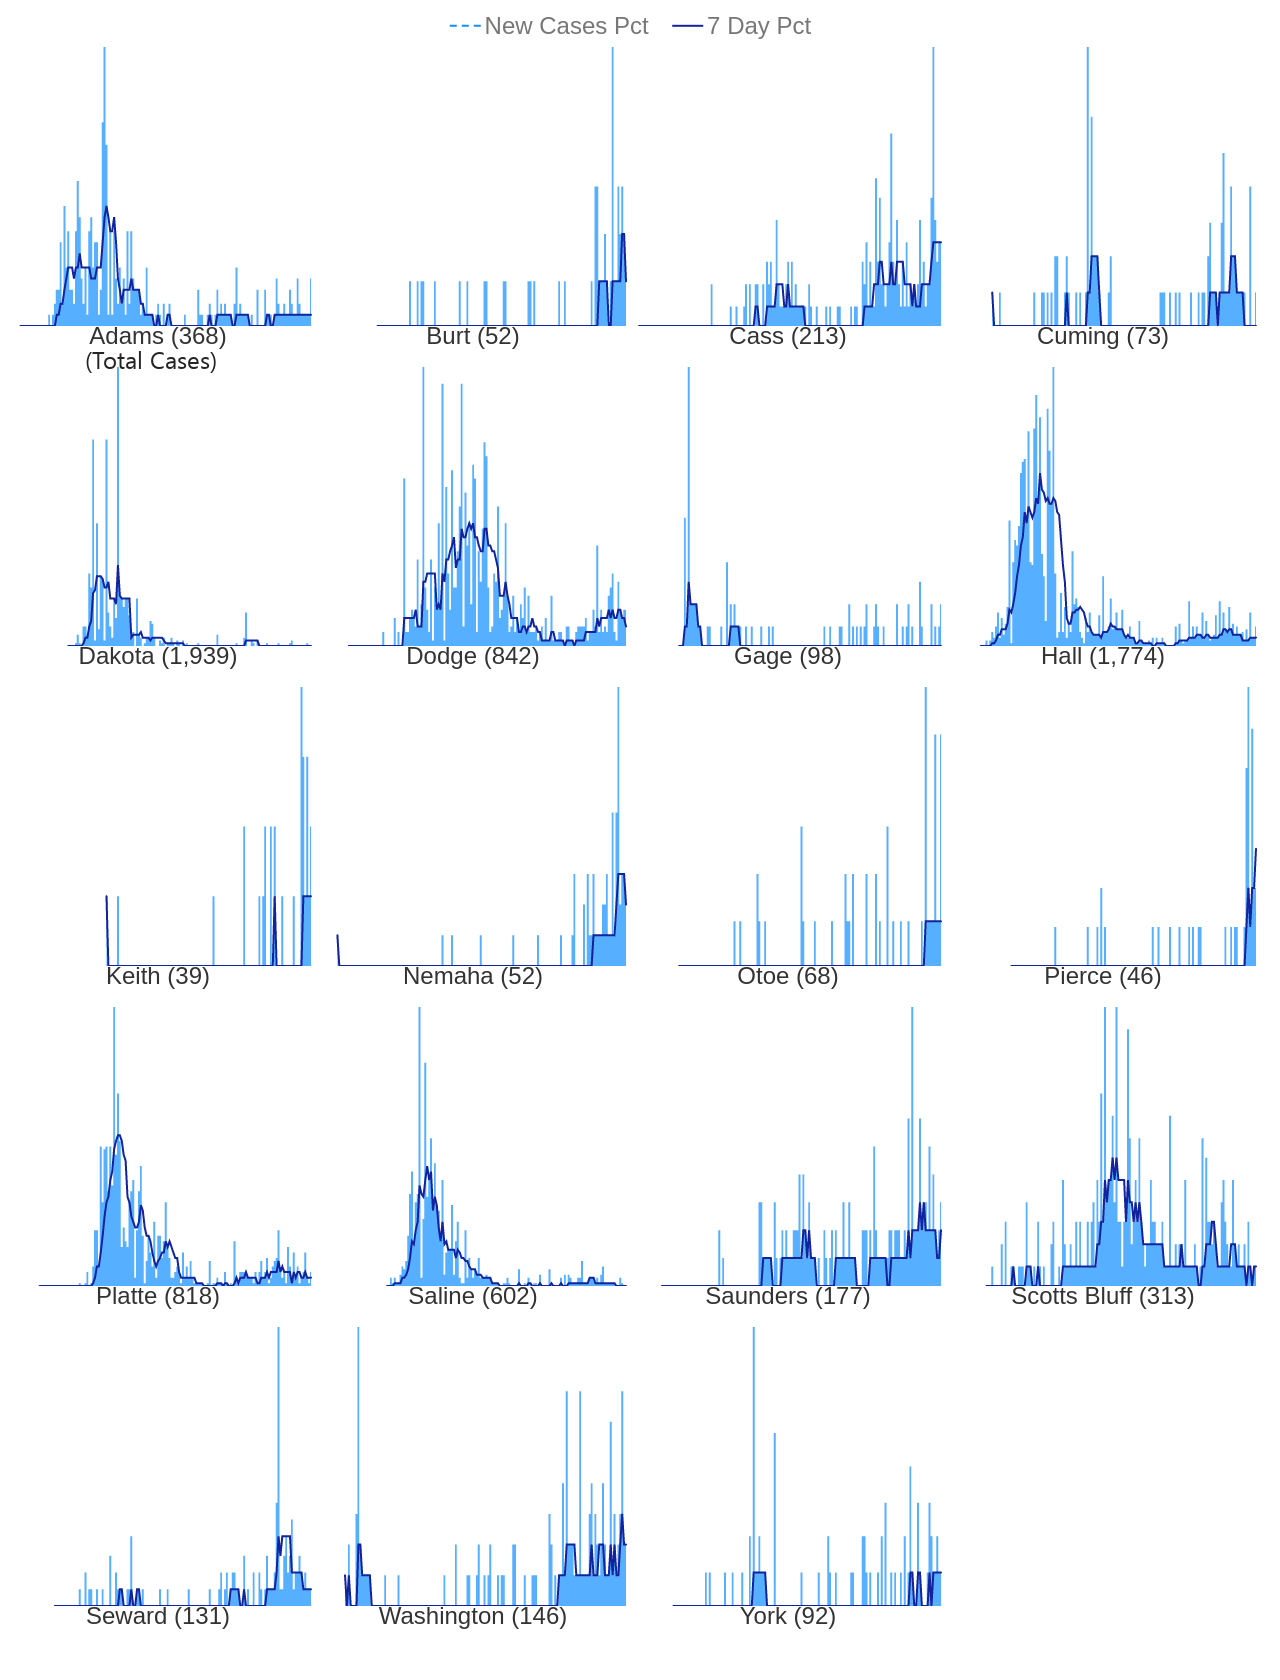 New Cases Pct 7 Day Pct
Adams (368) Burt (52) Cass (213) Cuming (73)
(Total Cases)
Dakota (1,939) Dodge (842) Gage (98) Hall (1,774)
Keith (39) Nemaha (52) Otoe (68) Pierce (46)
Platte (818) Saline (602) Saunders (177) Scotts Bluff (313)
Seward (131) Washington (146) York (92)